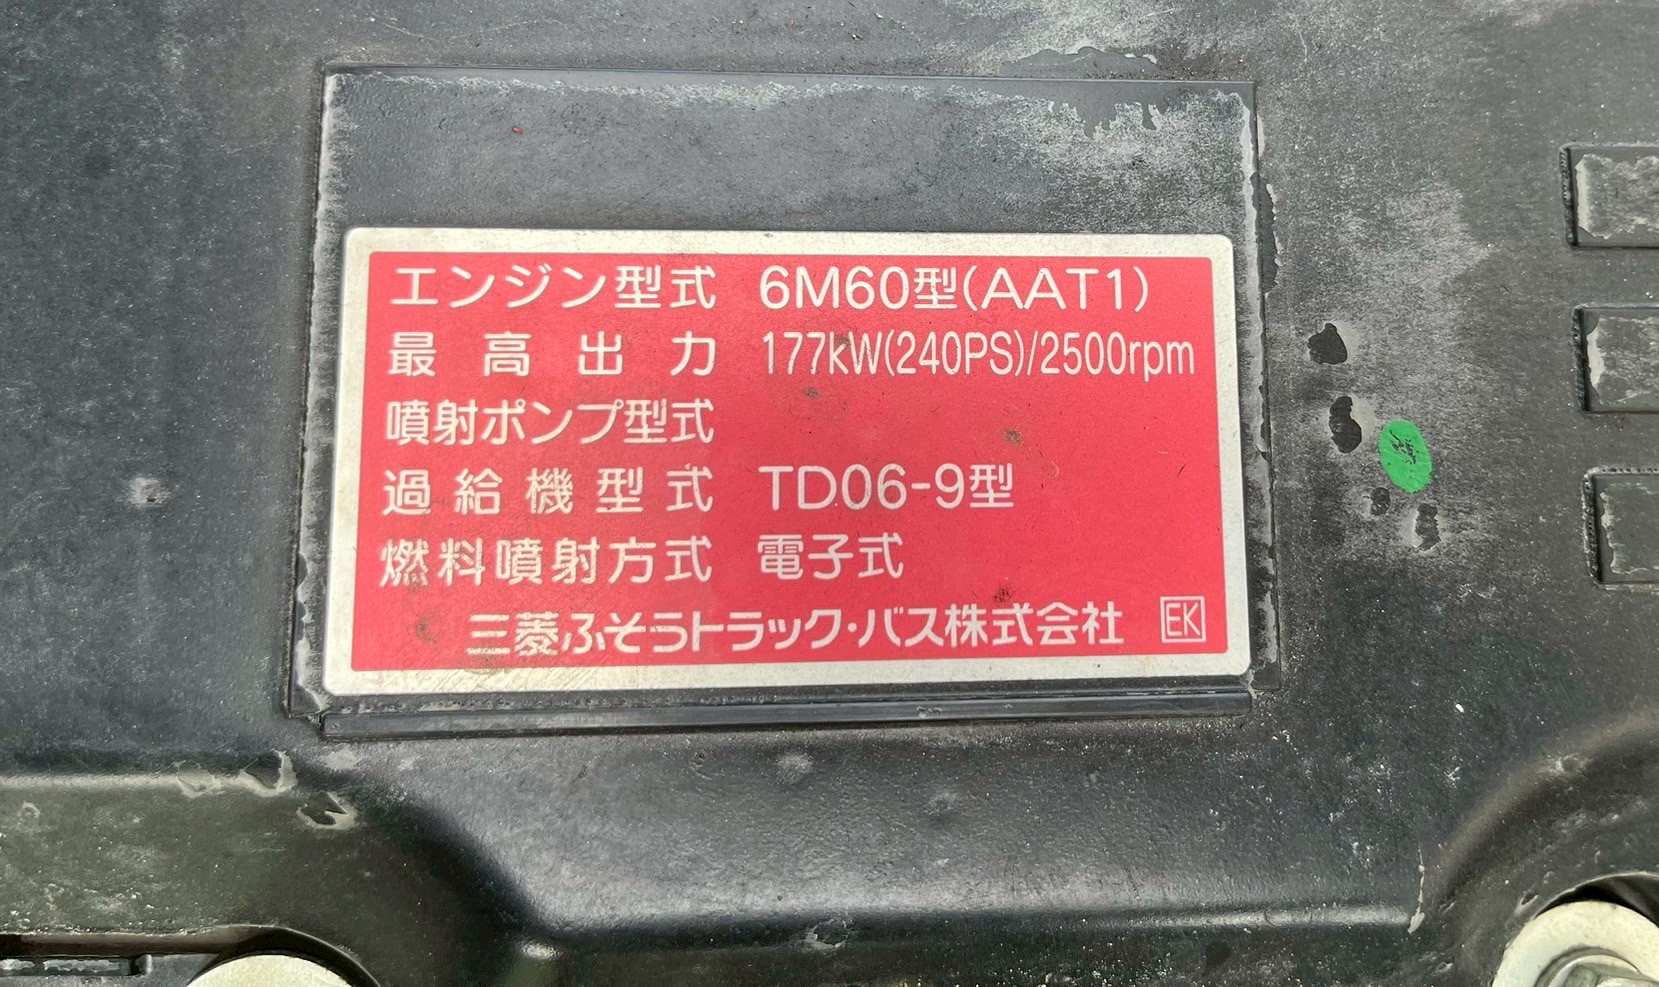 エンジン型式 6M60型(AAT1)
最高出力 177kW(240PS)/2500rpm
噴射ポンプ型式
過給機型式 TD06-9型
燃料噴射方式 電子式
三菱ふそうトラック・バス株式会社 EK